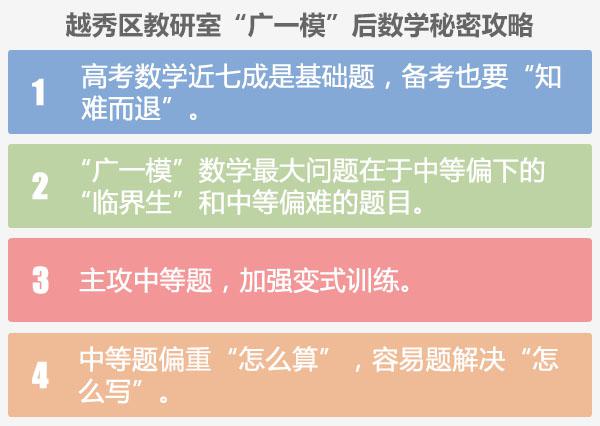 越秀区教研室“广一模”后数学秘密攻略
1
高考数学近七成是基础题，备考也要“知
难而退”。
2
“广一模”数学最大问题在于中等偏下的
“临界生”和中等偏难的题目。
3
主攻中等题，加强变式训练。
4
中等题偏重“怎么算”，容易题解决“怎
么写”。